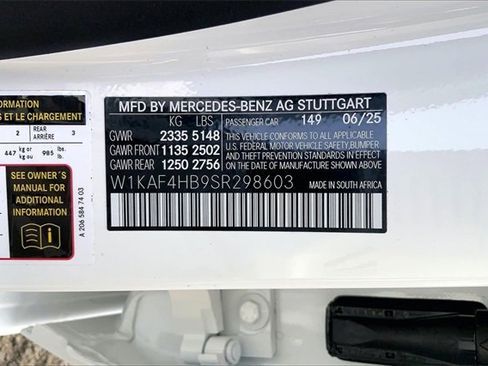 INFORMATION
S ET LE CHARGEMENT
2 REAR ARRIÈRE 3
447 kg or kg 985 lbs. lb.
SEE OWNER'S
MANUAL FOR
ADDITIONAL
INFORMATION
A 206 584 74 03
MFD BY MERCEDES-BENZ AG STUTTGART
KG LBS PASSENGER CAR 149 06/25
GVWR 2335 5148
GAWR FRONT 1135 2502
GAWR REAR 1250 2756
THIS VEHICLE CONFORMS TO ALL APPLICABLE
U.S. FEDERAL MOTOR VEHICLE SAFETY,BUMPER
AND THEFT PREVENTION STANDARDS IN EFFECT
ON THE DATE OF MANUFACTURE SHOWN ABOVE.
W1KAF4HB9SR298603 MADE IN SOUTH AFRICA